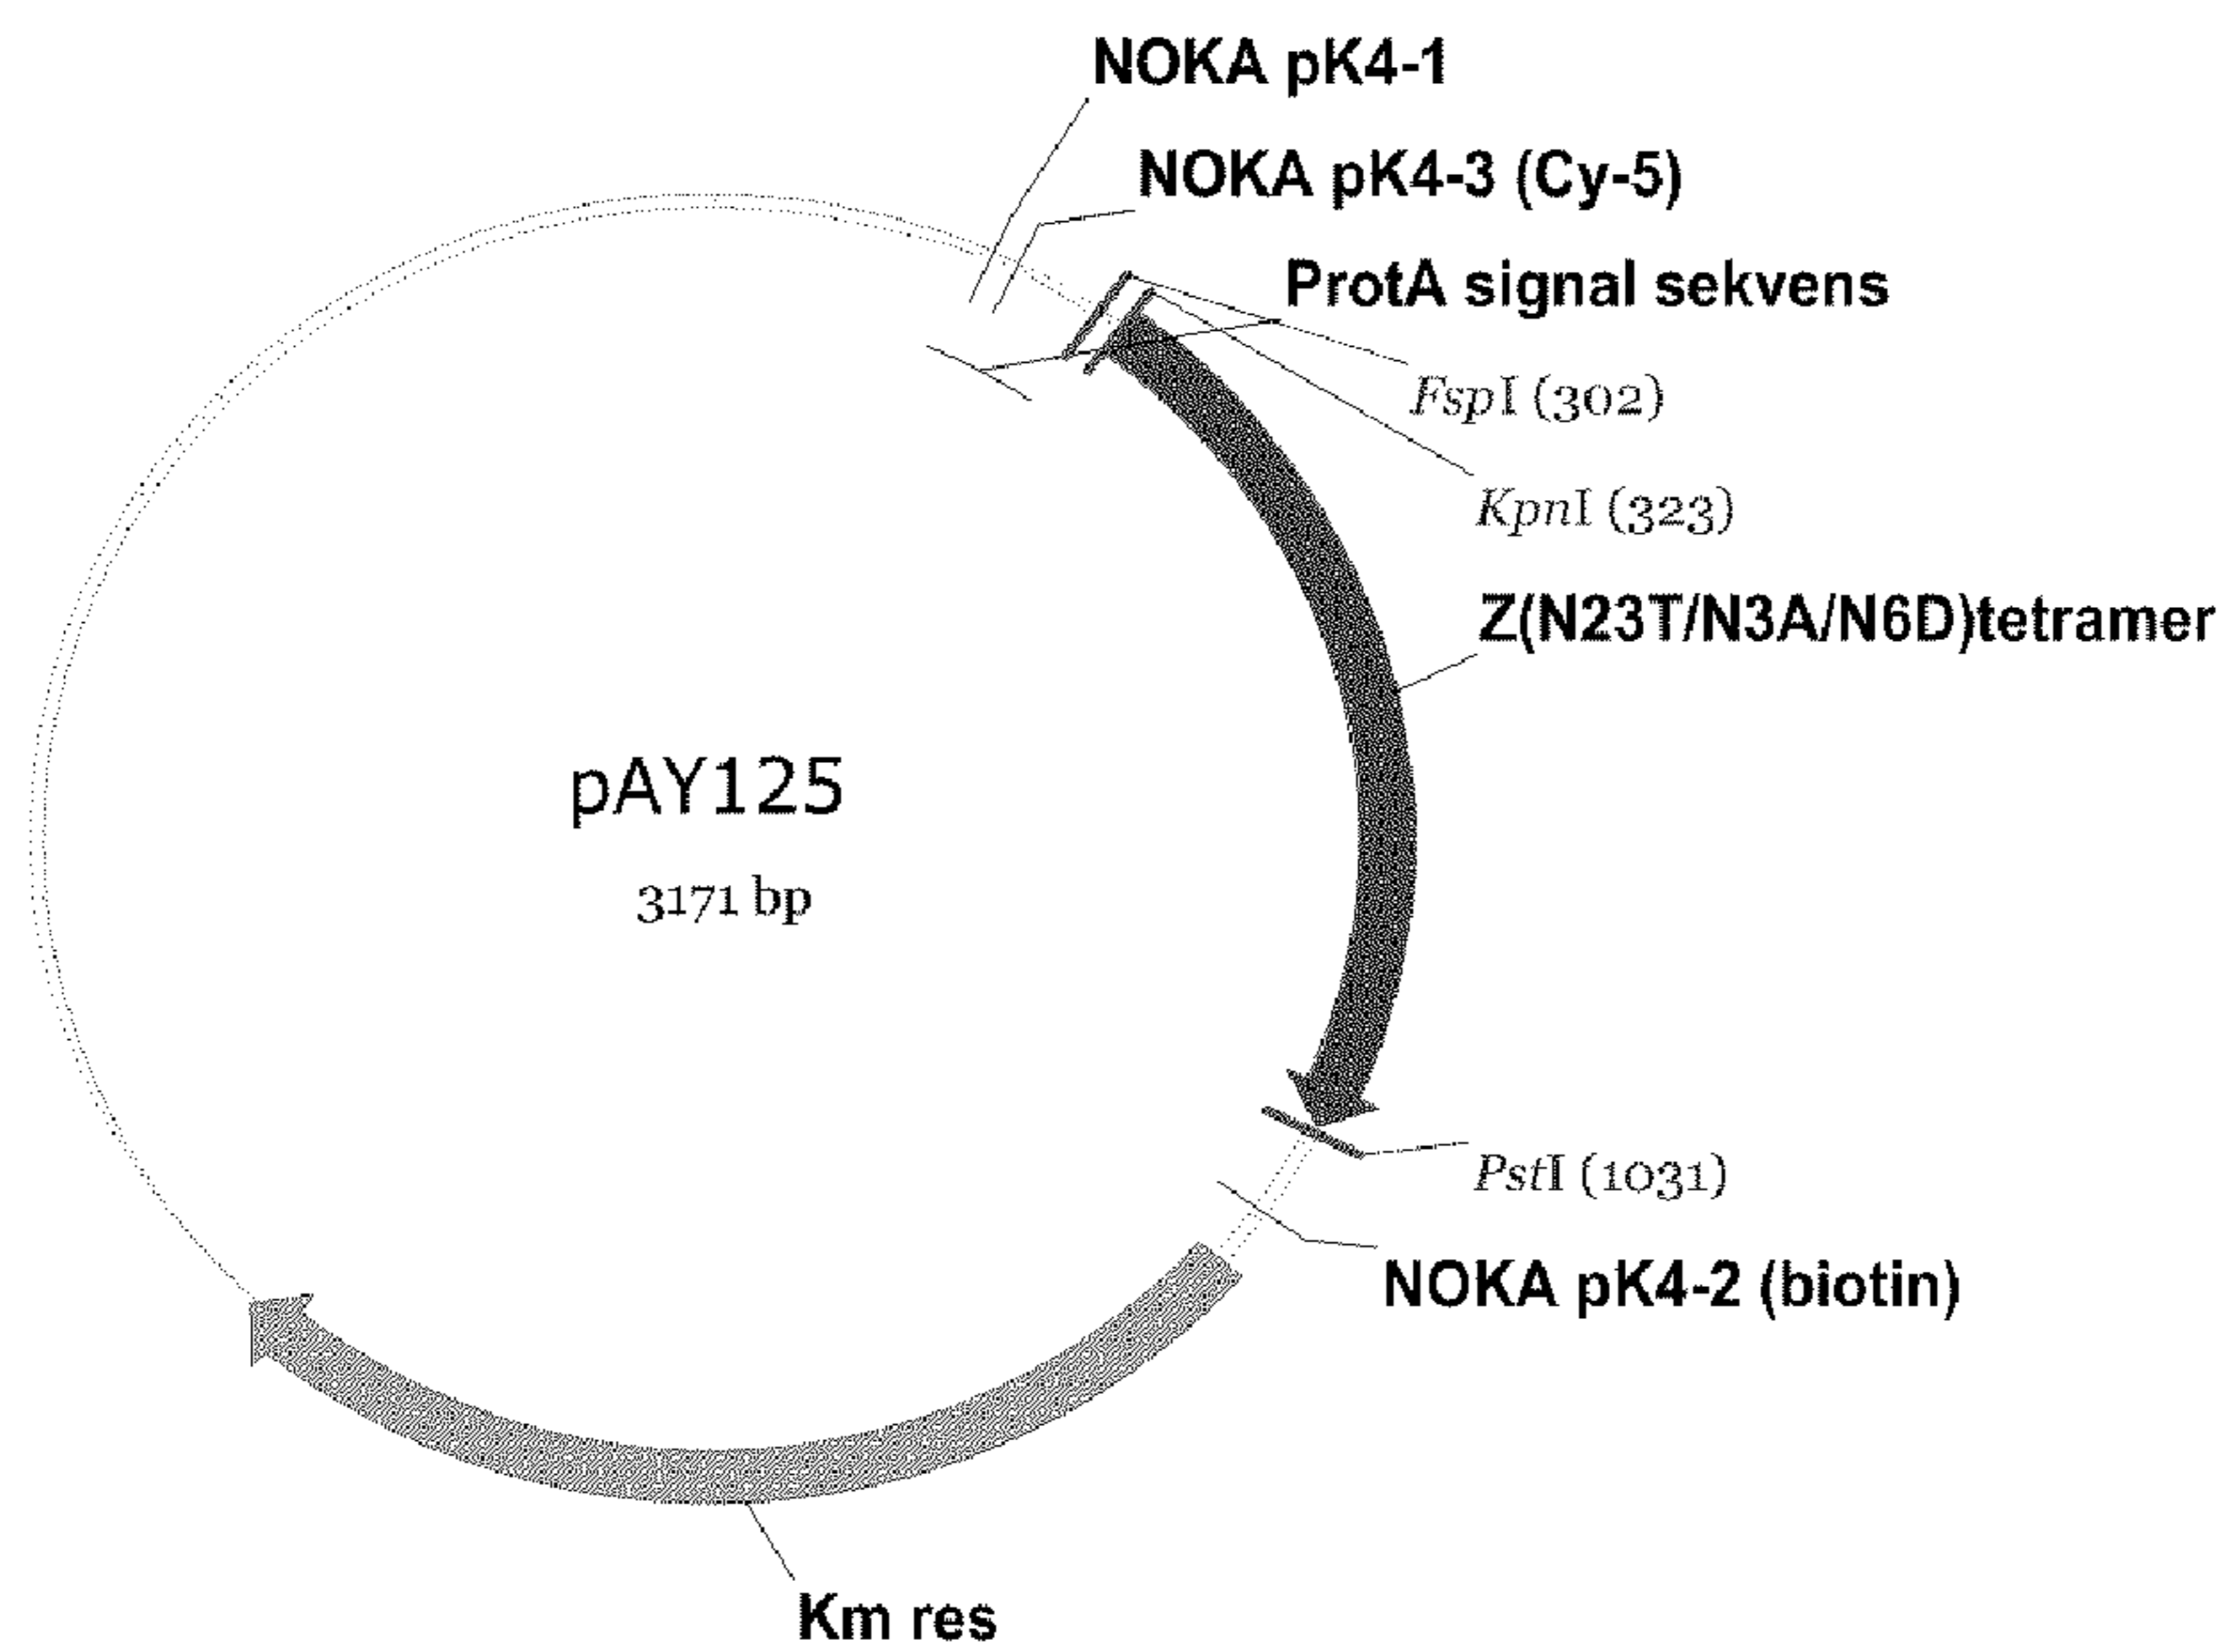 NOKA pK4-1
NOKA pK4-3 (Cy-5)
ProtA signal sekvens
FspI (302)
KpnI (323)
Z(N23T/N3A/N6D)tetramer
pAY125
3171 bp
PstI (1031)
NOKA pK4-2 (biotin)
Km res